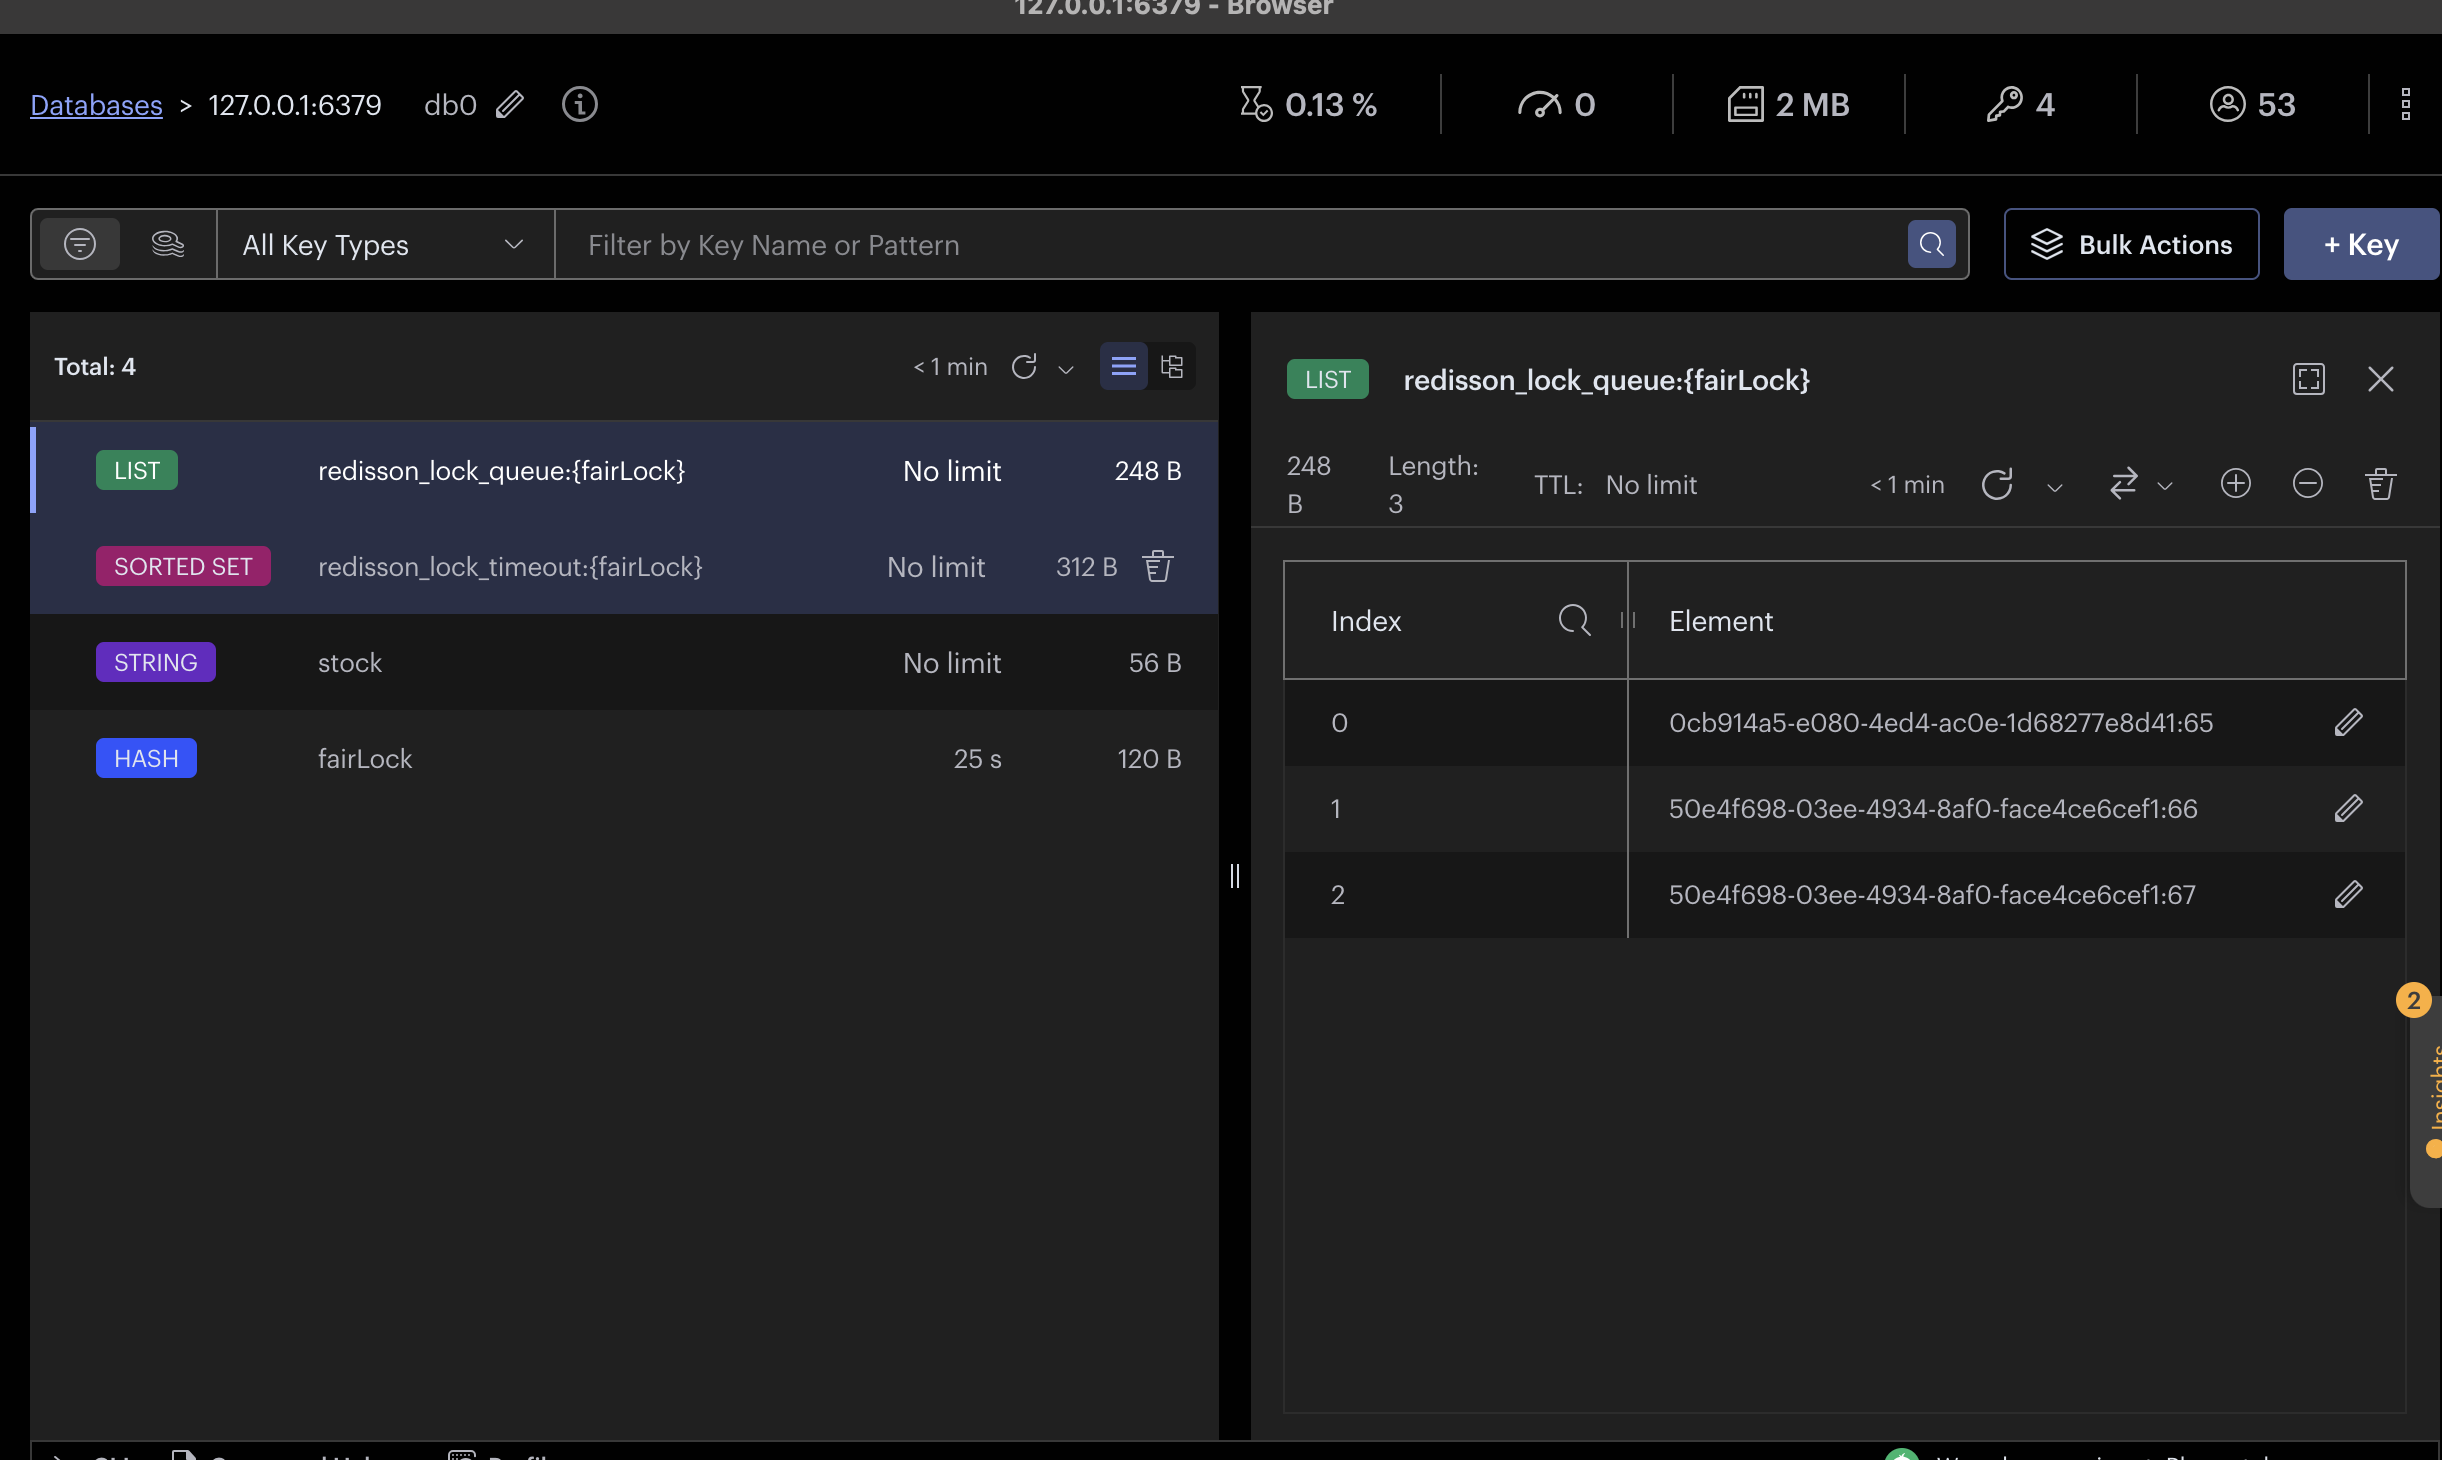 127.0.0.1:6379 - Browser
Databases > 127.0.0.1:6379 db0 0.13 % 0 2 MB 4 53
All Key Types Filter by Key Name or Pattern Bulk Actions + Key
Total: 4 < 1 min
LIST redisson_lock_queue:{fairLock} No limit 248 B
SORTED SET redisson_lock_timeout:{fairLock} No limit 312 B
STRING stock No limit 56 B
HASH fairLock 25 s 120 B
LIST redisson_lock_queue:{fairLock}
248 B Length: 3 TTL: No limit < 1 min
Index Element
0 0cb914a5-e080-4ed4-ac0e-1d68277e8d41:65
1 50e4f698-03ee-4934-8af0-face4ce6cef1:66
2 50e4f698-03ee-4934-8af0-face4ce6cef1:67
2
Insights